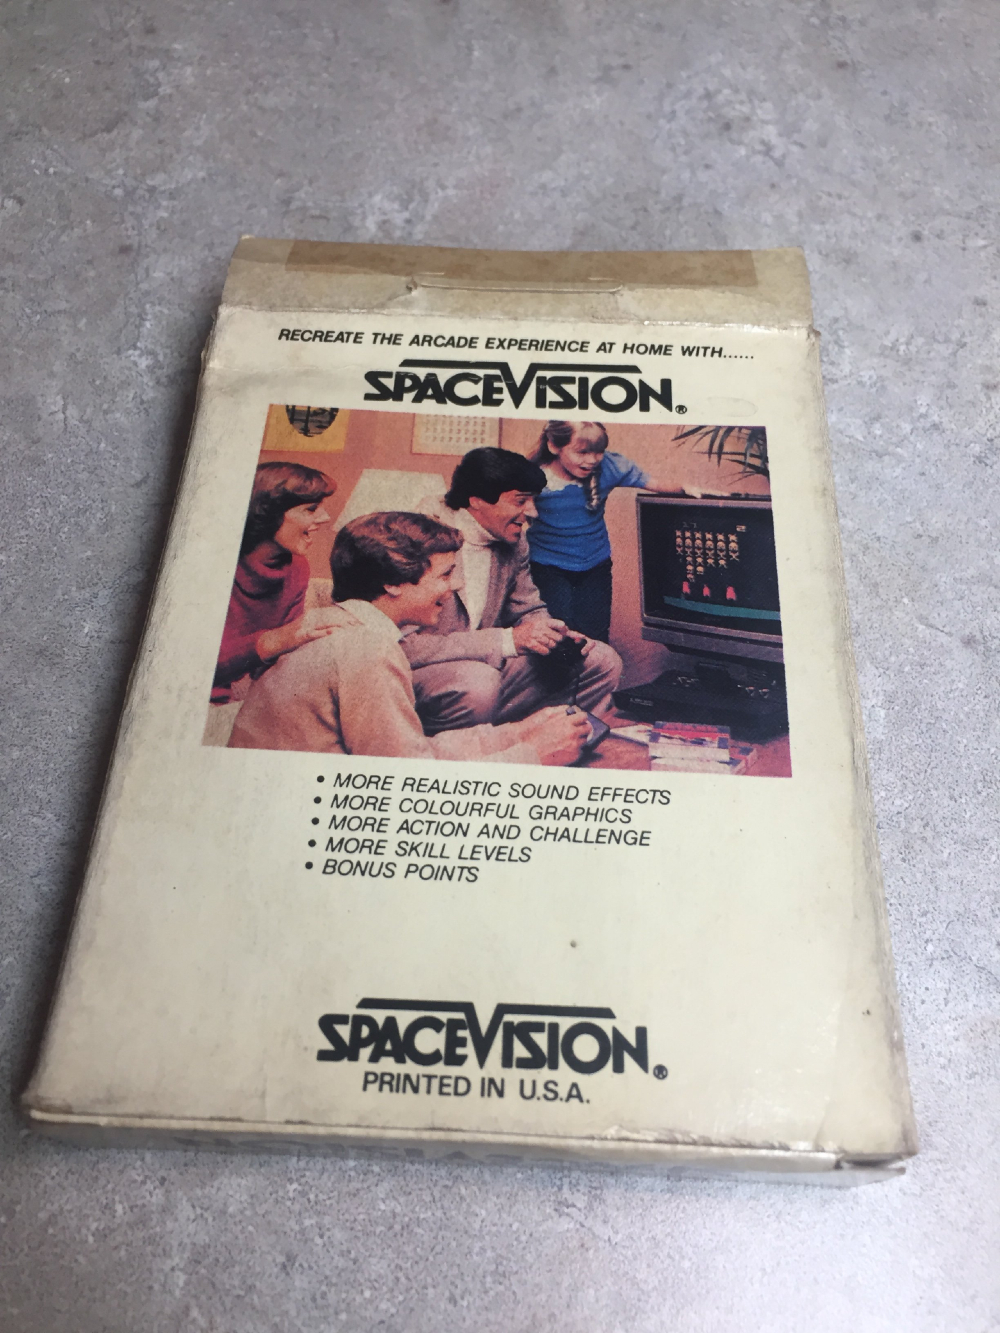 RECREATE THE ARCADE EXPERIENCE AT HOME WITH......
SPACEVISION®
• MORE REALISTIC SOUND EFFECTS
• MORE COLOURFUL GRAPHICS
• MORE ACTION AND CHALLENGE
• MORE SKILL LEVELS
• BONUS POINTS
SPACEVISION®
PRINTED IN U.S.A.